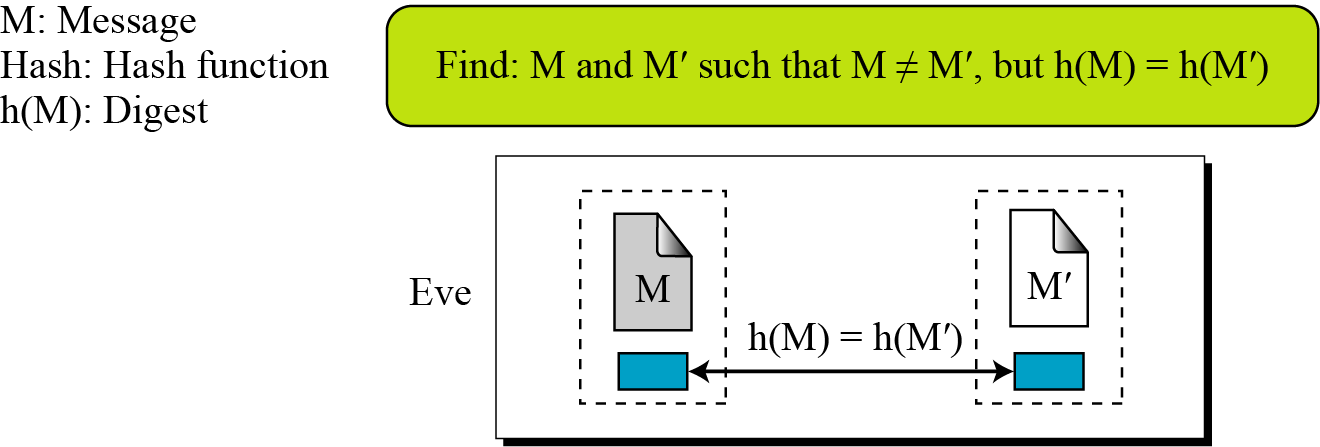 M: Message
Hash: Hash function
h(M): Digest
Find: M and M′ such that M ≠ M′, but h(M) = h(M′)
Eve
M
M′
h(M) = h(M′)